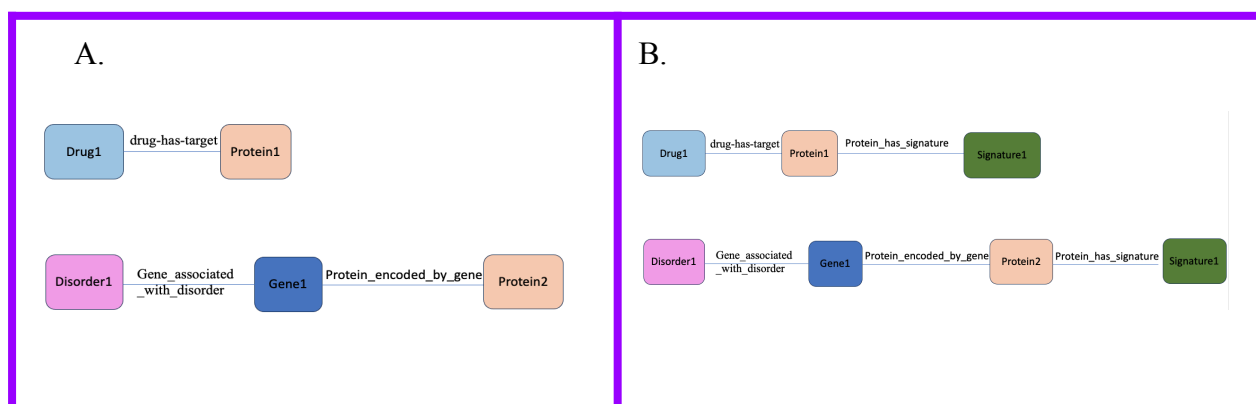 A.
drug-has-target
Drug1
Protein1
Gene_associated
_with_disorder
Protein_encoded_by_gene
Disorder1
Gene1
Protein2
B.
drug-has-target
Protein_has_signature
Drug1
Protein1
Signature1
Gene_associated
_with_disorder
Protein_encoded_by_gene
Protein_has_signature
Disorder1
Gene1
Protein2
Signature1